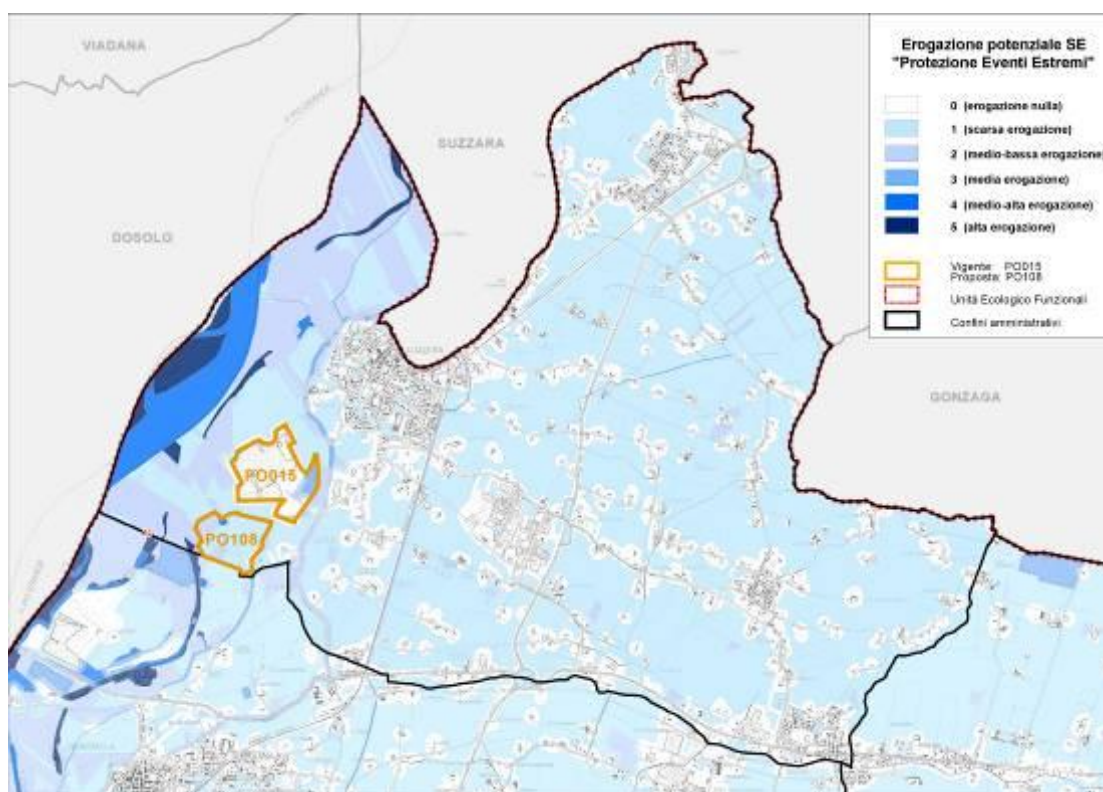 VIADANA
SUZZARA
DOSOLO
GONZAGA
PO015
PO108
Erogazione potenziale SE
"Protezione Eventi Estremi"
0 (erogazione nulla)
1 (scarsa erogazione)
2 (medio-bassa erogazione)
3 (media erogazione)
4 (medio-alta erogazione)
5 (alta erogazione)
Vigente: PO015
Proposta: PO108
Unità Ecologico Funzionali
Confini amministrativi